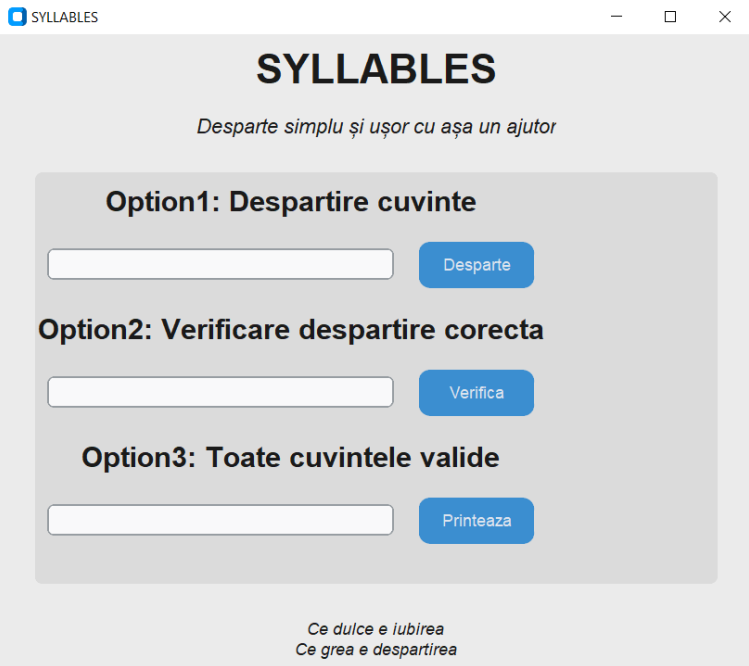 SYLLABLES
SYLLABLES
Desparte simplu și ușor cu așa un ajutor
Option1: Despartire cuvinte
Desparte
Option2: Verificare despartire corecta
Verifica
Option3: Toate cuvintele valide
Printeaza
Ce dulce e iubirea
Ce grea e despartirea